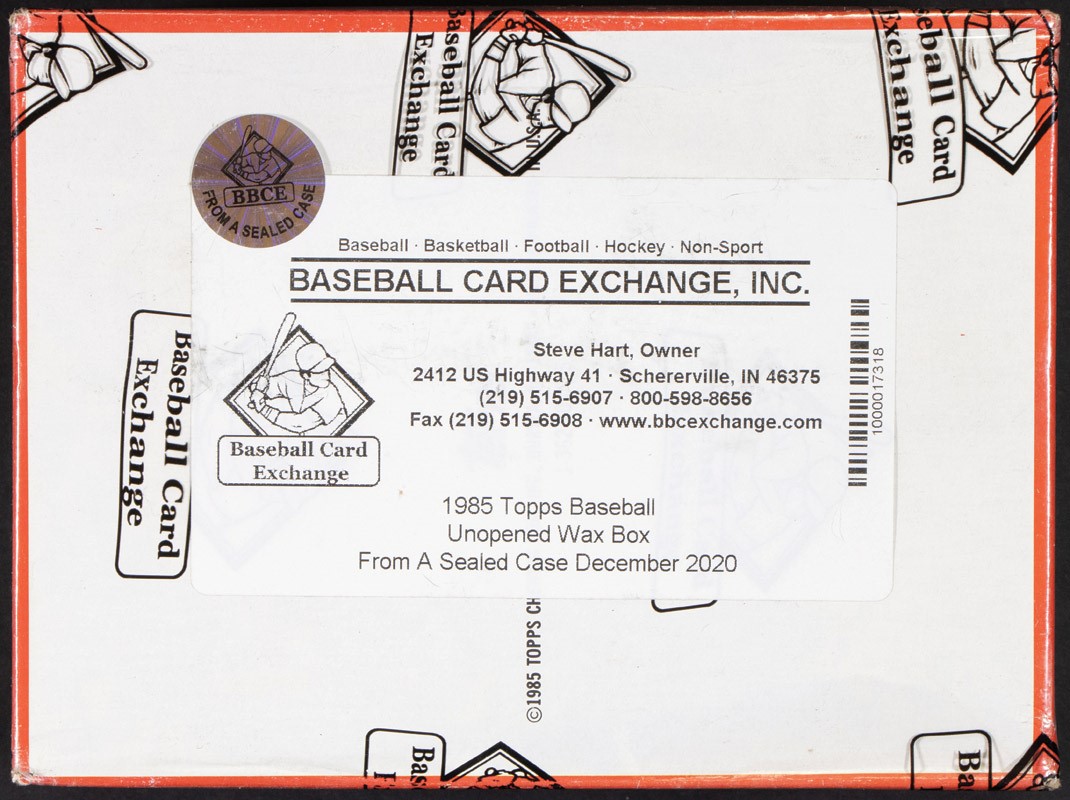 Baseball Card
Exchange
Baseball Card
Exchange
U.S.A.
BBCE
FROM A SEALED CASE
Baseball · Basketball · Football · Hockey · Non-Sport
BASEBALL CARD EXCHANGE, INC.
Steve Hart, Owner
2412 US Highway 41 · Schererville, IN 46375
(219) 515-6907 · 800-598-8656
Fax (219) 515-6908 · www.bbcexchange.com
1000017318
Baseball Card
Exchange
Baseball Card
Exchange
1985 Topps Baseball
Unopened Wax Box
From A Sealed Case December 2020
©1985 TOPPS CH
Bas
Ba